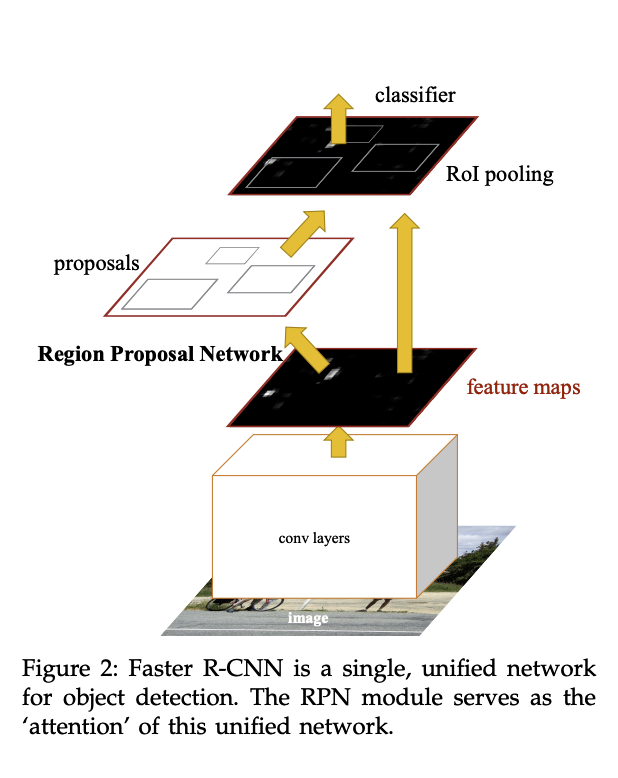 classifier
RoI pooling
proposals
Region Proposal Network
feature maps
conv layers
image
Figure 2: Faster R-CNN is a single, unified network
for object detection. The RPN module serves as the
‘attention’ of this unified network.